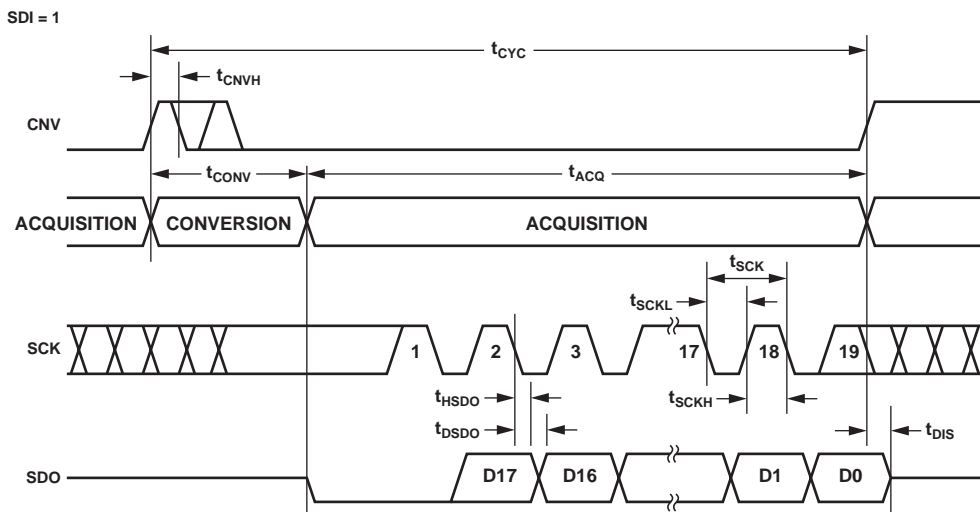 SDI = 1
tCYC
tCNVH
CNV
tCONV
tACQ
ACQUISITION
CONVERSION
ACQUISITION
tSCK
tSCKL
SCK
1
2
3
17
18
19
tHSDO
tSCKH
tDSDO
tDIS
SDO
D17
D16
D1
D0